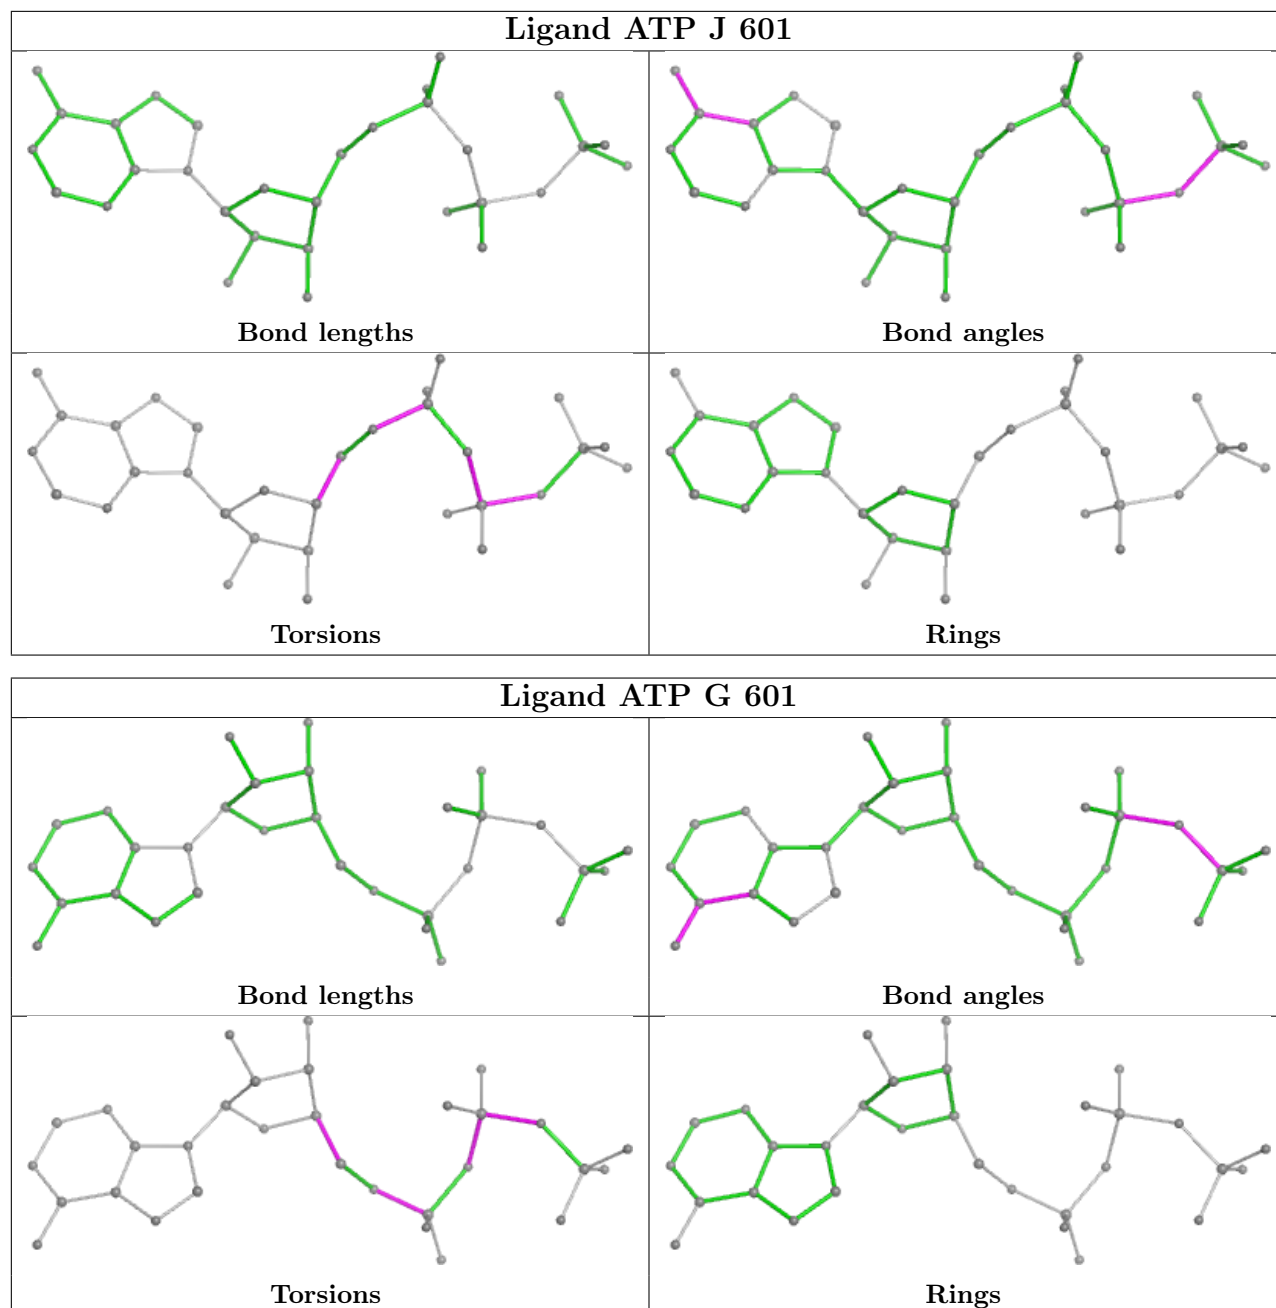 Ligand ATP J 601
Bond lengths
Bond angles
Torsions
Rings
Ligand ATP G 601
Bond lengths
Bond angles
Torsions
Rings